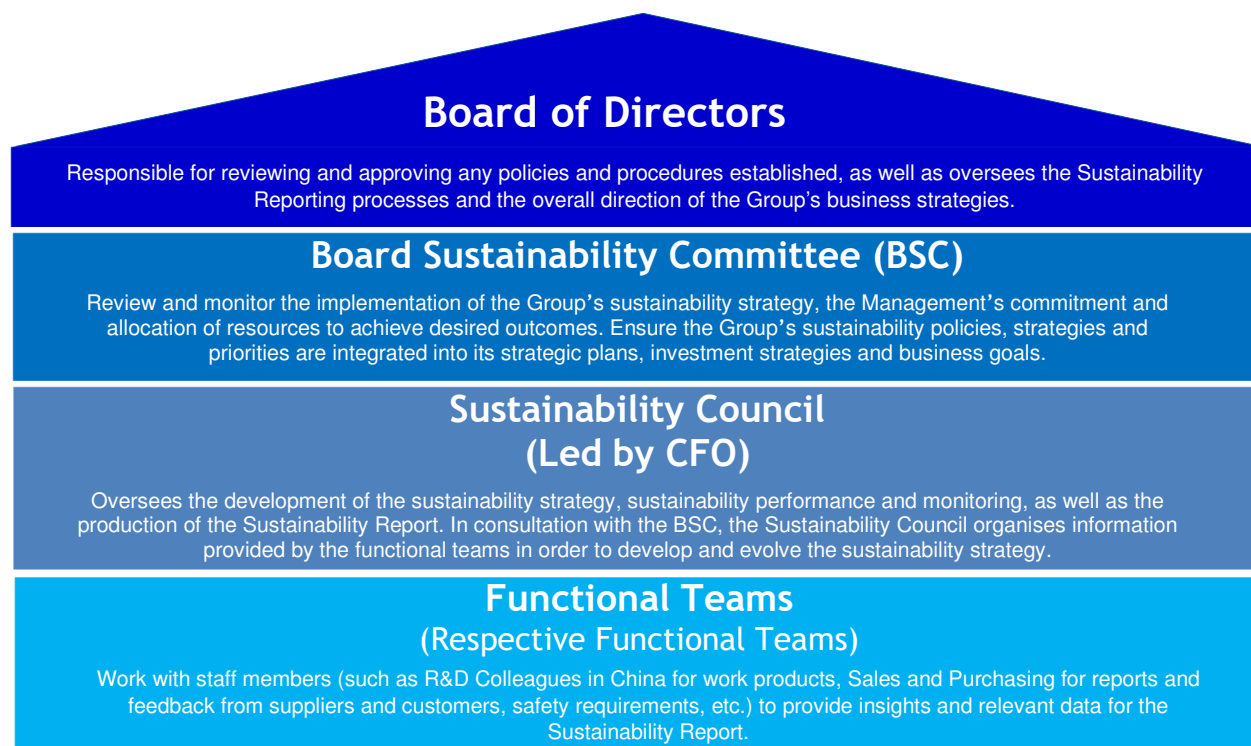 Board of Directors
Responsible for reviewing and approving any policies and procedures established, as well as oversees the Sustainability
Reporting processes and the overall direction of the Group's business strategies.
Board Sustainability Committee (BSC)
Review and monitor the implementation of the Group's sustainability strategy, the Management's commitment and
allocation of resources to achieve desired outcomes. Ensure the Group's sustainability policies, strategies and
priorities are integrated into its strategic plans, investment strategies and business goals.
Sustainability Council
(Led by CFO)
Oversees the development of the sustainability strategy, sustainability performance and monitoring, as well as the
production of the Sustainability Report. In consultation with the BSC, the Sustainability Council organises information
provided by the functional teams in order to develop and evolve the sustainability strategy.
Functional Teams
(Respective Functional Teams)
Work with staff members (such as R&D Colleagues in China for work products, Sales and Purchasing for reports and
feedback from suppliers and customers, safety requirements, etc.) to provide insights and relevant data for the
Sustainability Report.